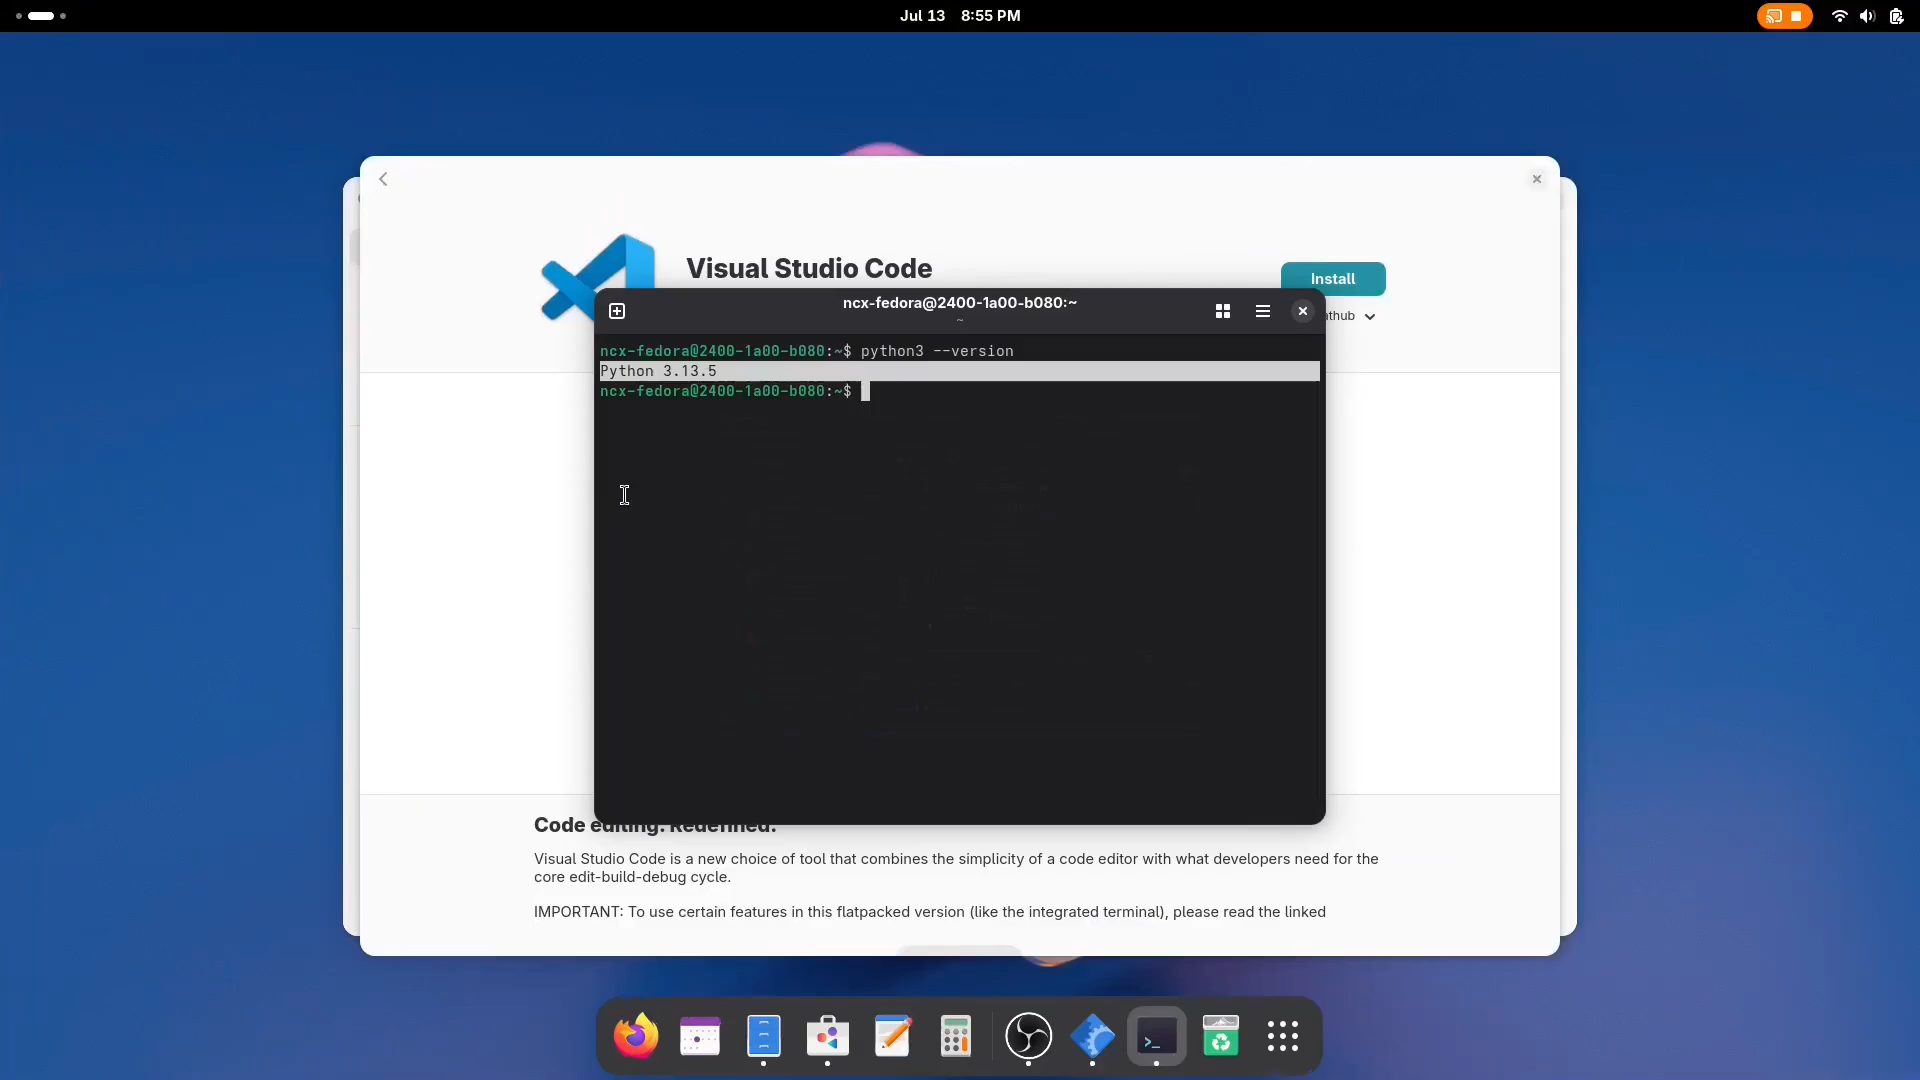 Jul 13 8:55 PM
Visual Studio Code
Install
athub
ncx-fedora@2400-1a00-b080:~
~
ncx-fedora@2400-1a00-b080:~$ python3 --version
Python 3.13.5
ncx-fedora@2400-1a00-b080:~$
Code editing. Redefined.
Visual Studio Code is a new choice of tool that combines the simplicity of a code editor with what developers need for the
core edit-build-debug cycle.
IMPORTANT: To use certain features in this flatpacked version (like the integrated terminal), please read the linked